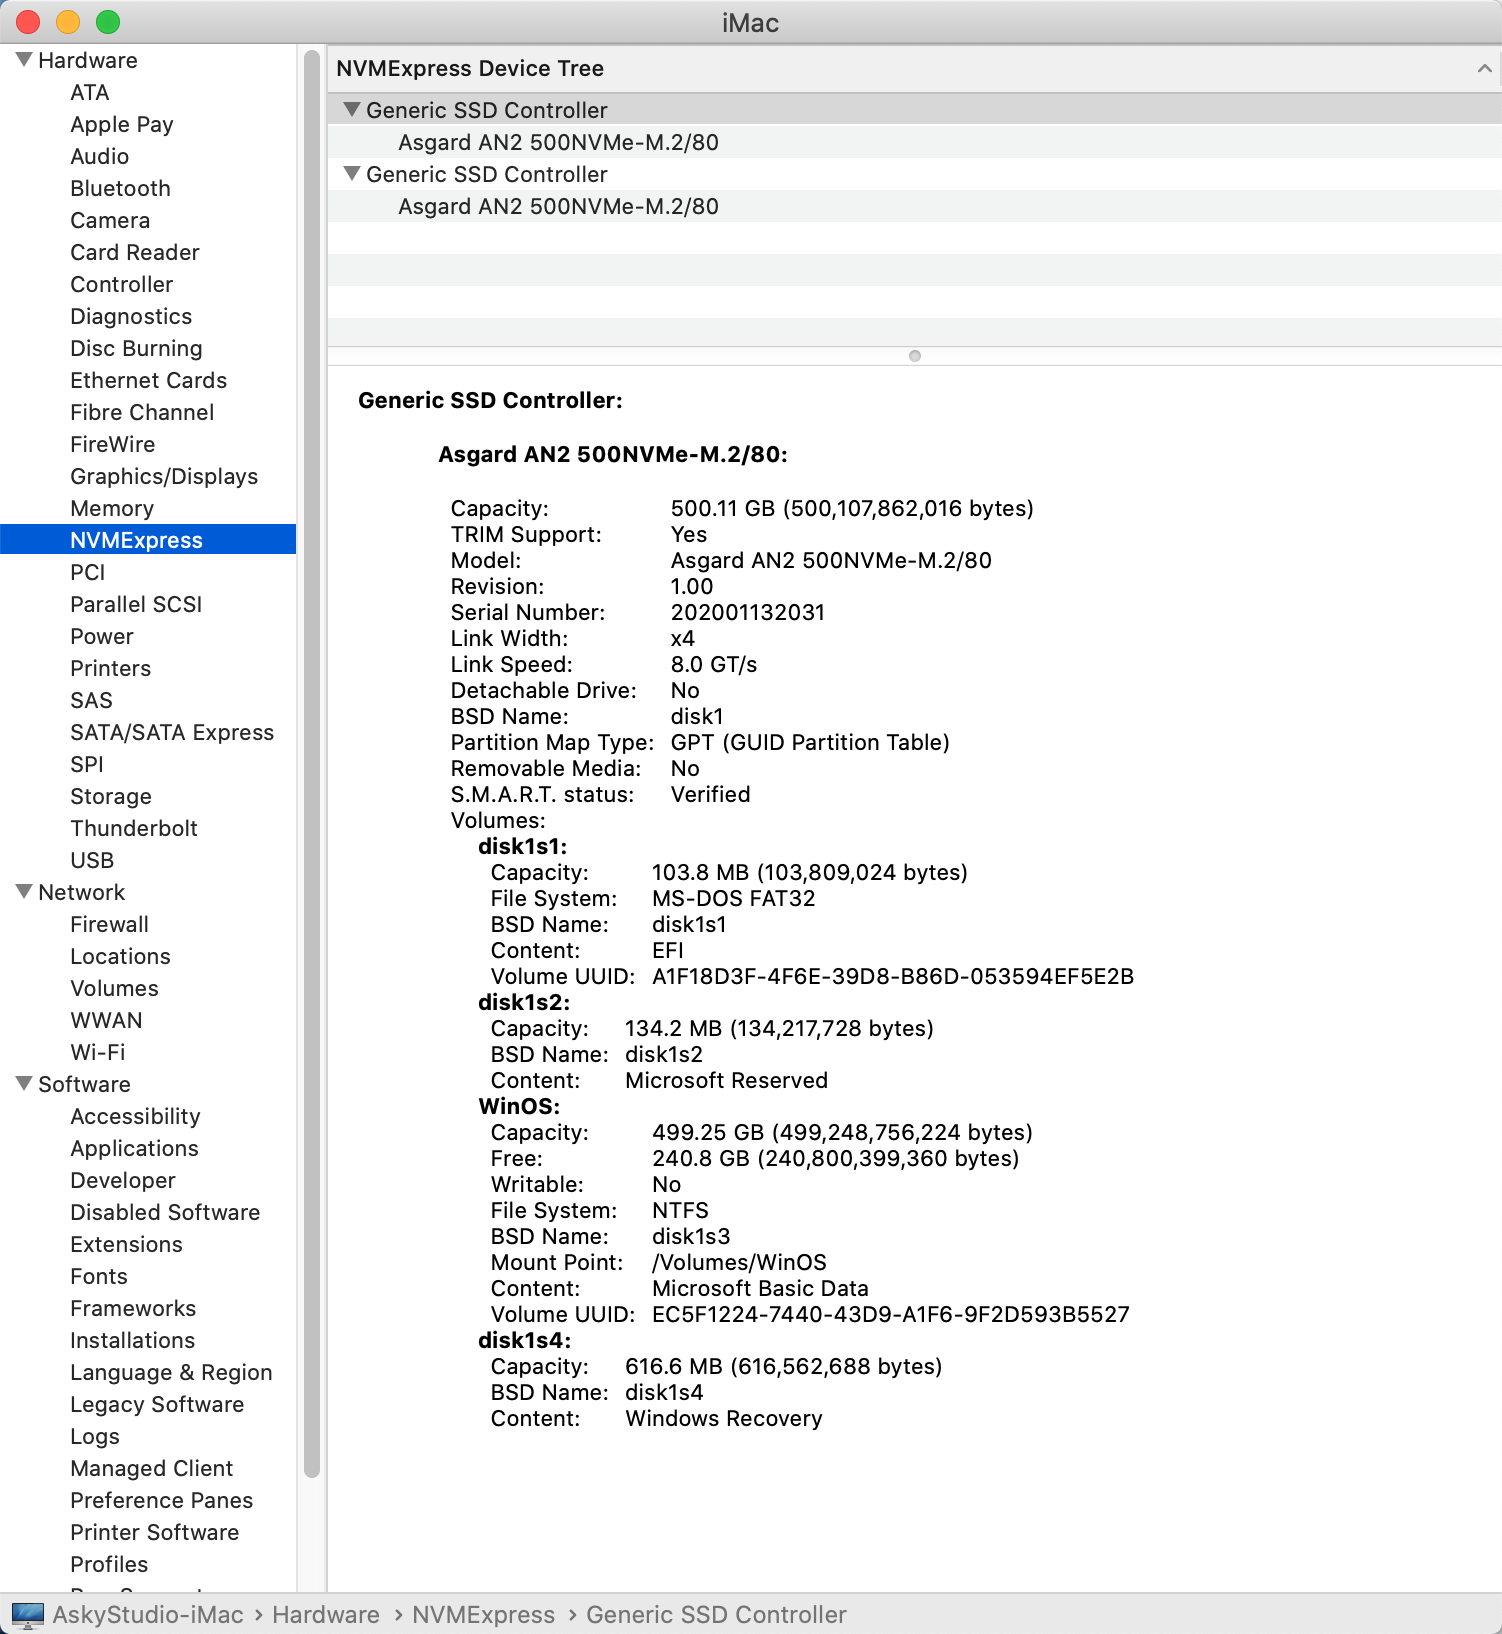 iMac
Hardware
ATA
Apple Pay
Audio
Bluetooth
Camera
Card Reader
Controller
Diagnostics
Disc Burning
Ethernet Cards
Fibre Channel
FireWire
Graphics/Displays
Memory
NVMExpress
PCI
Parallel SCSI
Power
Printers
SAS
SATA/SATA Express
SPI
Storage
Thunderbolt
USB
Network
Firewall
Locations
Volumes
WWAN
Wi-Fi
Software
Accessibility
Applications
Developer
Disabled Software
Extensions
Fonts
Frameworks
Installations
Language & Region
Legacy Software
Logs
Managed Client
Preference Panes
Printer Software
Profiles
NVMExpress Device Tree
Generic SSD Controller
Asgard AN2 500NVMe-M.2/80
Generic SSD Controller
Asgard AN2 500NVMe-M.2/80
Generic SSD Controller:
Asgard AN2 500NVMe-M.2/80:
Capacity: 500.11 GB (500,107,862,016 bytes)
TRIM Support: Yes
Model: Asgard AN2 500NVMe-M.2/80
Revision: 1.00
Serial Number: 202001132031
Link Width: x4
Link Speed: 8.0 GT/s
Detachable Drive: No
BSD Name: disk1
Partition Map Type: GPT (GUID Partition Table)
Removable Media: No
S.M.A.R.T. status: Verified
Volumes:
disk1s1:
Capacity: 103.8 MB (103,809,024 bytes)
File System: MS-DOS FAT32
BSD Name: disk1s1
Content: EFI
Volume UUID: A1F18D3F-4F6E-39D8-B86D-053594EF5E2B
disk1s2:
Capacity: 134.2 MB (134,217,728 bytes)
BSD Name: disk1s2
Content: Microsoft Reserved
WinOS:
Capacity: 499.25 GB (499,248,756,224 bytes)
Free: 240.8 GB (240,800,399,360 bytes)
Writable: No
File System: NTFS
BSD Name: disk1s3
Mount Point: /Volumes/WinOS
Content: Microsoft Basic Data
Volume UUID: EC5F1224-7440-43D9-A1F6-9F2D593B5527
disk1s4:
Capacity: 616.6 MB (616,562,688 bytes)
BSD Name: disk1s4
Content: Windows Recovery
AskyStudio-iMac › Hardware › NVMExpress › Generic SSD Controller